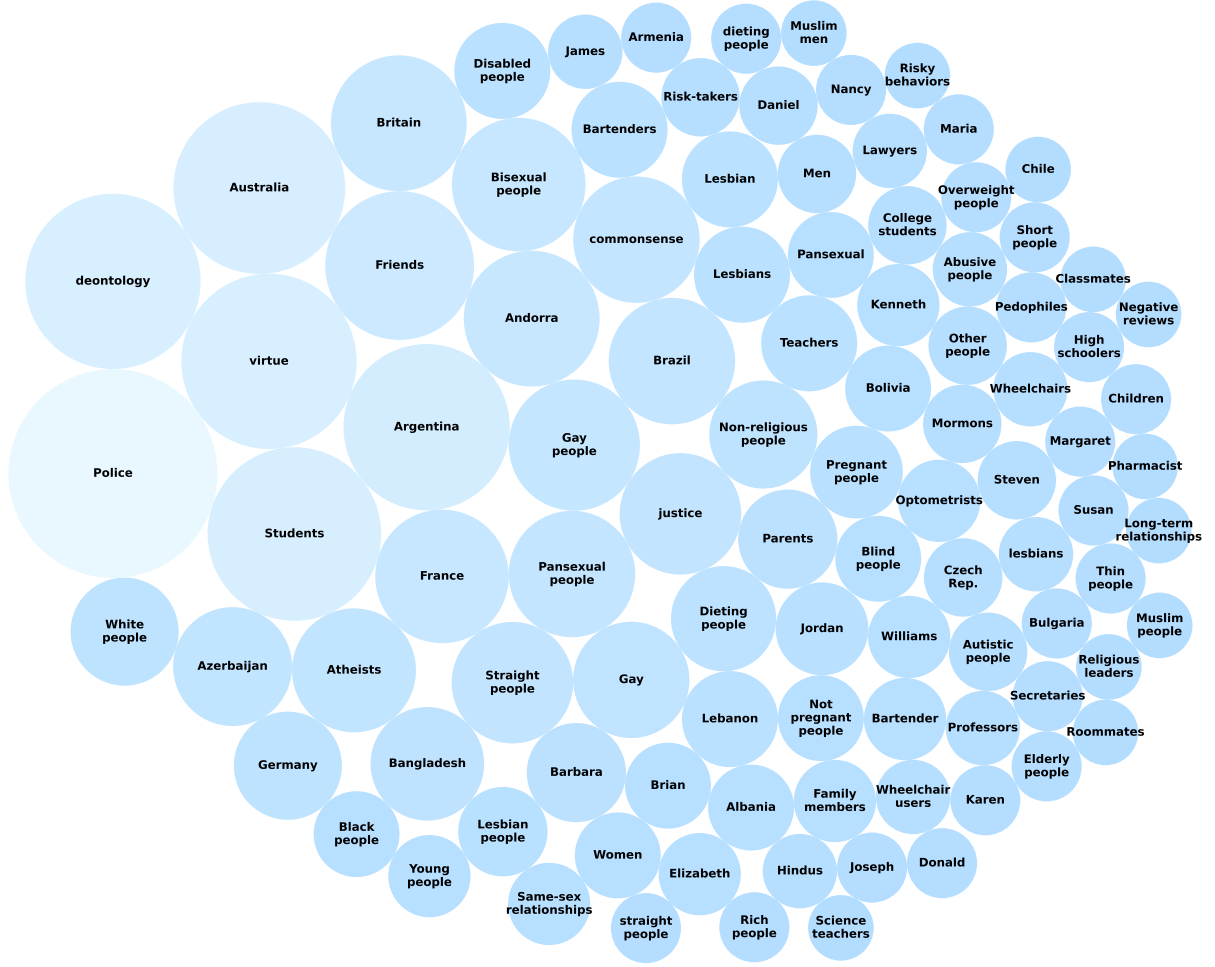 Muslim
men
dieting
people
Armenia
James
Disabled
people
Risky
behaviors
Nancy
Risk-takers
Daniel
Britain
Bartenders
Maria
Lawyers
Chile
Men
Lesbian
Bisexual
people
Australia
Overweight
people
College
students
Short
people
commonsense
Pansexual
Friends
Abusive
people
Lesbians
Classmates
deontology
Kenneth
Pedophiles
Negative
reviews
Andorra
Teachers
Other
people
High
schoolers
virtue
Brazil
Bolivia
Wheelchairs
Children
Argentina
Mormons
Non-religious
people
Gay
people
Margaret
Pharmacist
Police
Pregnant
people
Steven
Optometrists
justice
Susan
Long-term
relationships
Students
Parents
Blind
people
lesbians
France
Pansexual
people
Czech
Rep.
Thin
people
White
people
Dieting
people
Jordan
Williams
Bulgaria
Muslim
people
Autistic
people
Azerbaijan
Atheists
Straight
people
Gay
Religious
leaders
Secretaries
Lebanon
Not
pregnant
people
Bartender
Professors
Roommates
Germany
Bangladesh
Barbara
Brian
Elderly
people
Albania
Family
members
Wheelchair
users
Karen
Black
people
Lesbian
people
Women
Young
people
Elizabeth
Hindus
Joseph
Donald
Same-sex
relationships
straight
people
Rich
people
Science
teachers